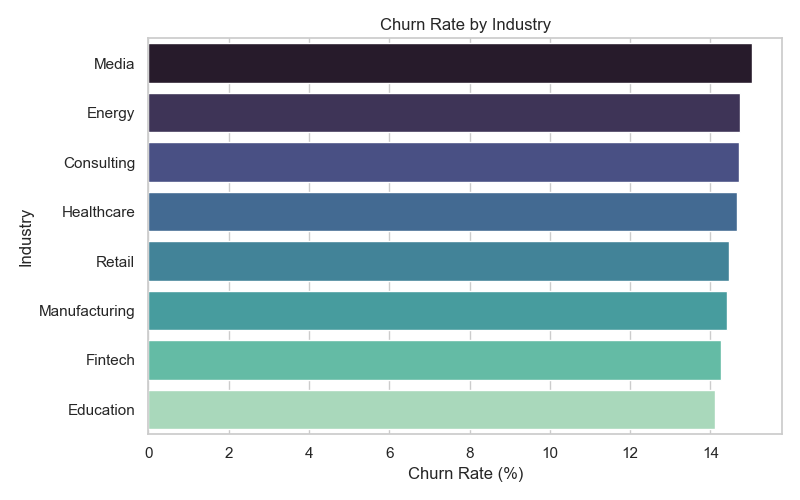 Churn Rate by Industry
Industry
Media
Energy
Consulting
Healthcare
Retail
Manufacturing
Fintech
Education
0 2 4 6 8 10 12 14
Churn Rate (%)